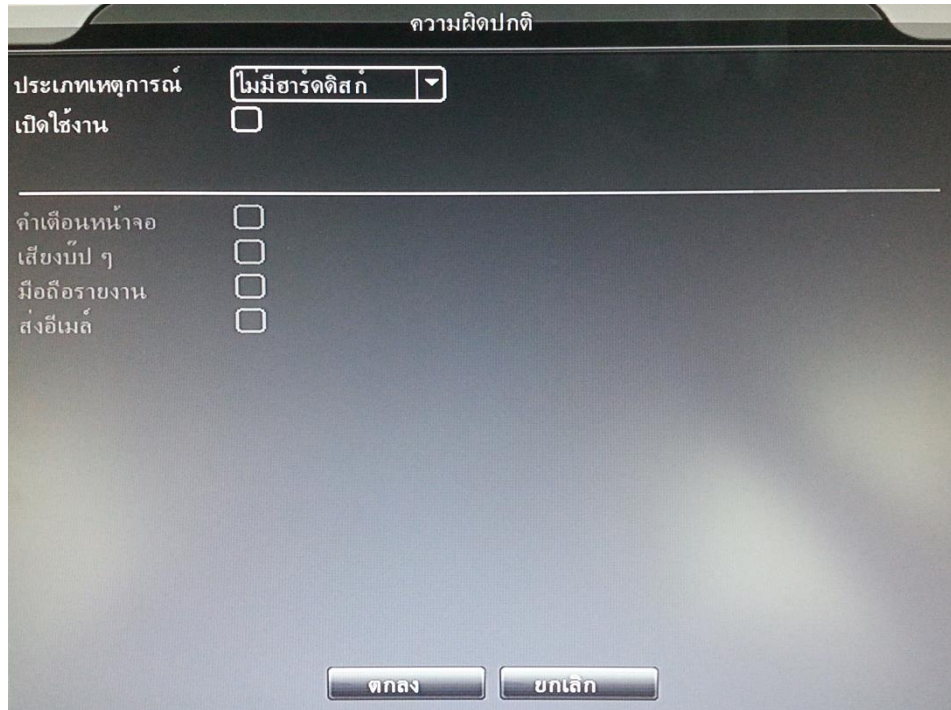 ความผิดปกติ
ประเภทเหตุการณ์ ไม่มีฮาร์ดดิสก์
เปิดใช้งาน
คำเตือนหน้าจอ
เสียงบี๊ป ๆ
มือถือรายงาน
ส่งอีเมล์
ตกลง ยกเลิก